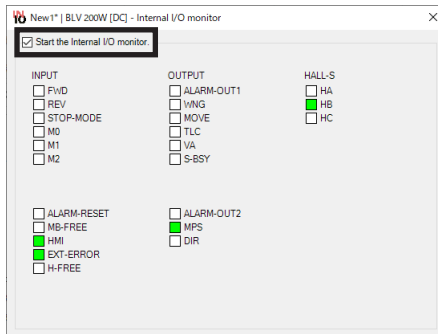 New1* | BLV 200W [DC] - Internal I/O monitor
Start the Internal I/O monitor.
INPUT
FWD
REV
STOP-MODE
M0
M1
M2
OUTPUT
ALARM-OUT1
WNG
MOVE
TLC
VA
S-BSY
HALL-S
HA
HB
HC
ALARM-RESET
MB-FREE
HMI
EXT-ERROR
H-FREE
ALARM-OUT2
MPS
DIR